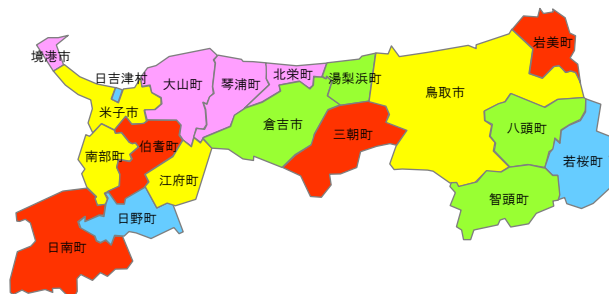 境港市
日吉津村
米子市
大山町
琴浦町
北栄町
湯梨浜町
鳥取市
岩美町
南部町
伯耆町
江府町
倉吉市
三朝町
八頭町
若桜町
智頭町
日野町
日南町